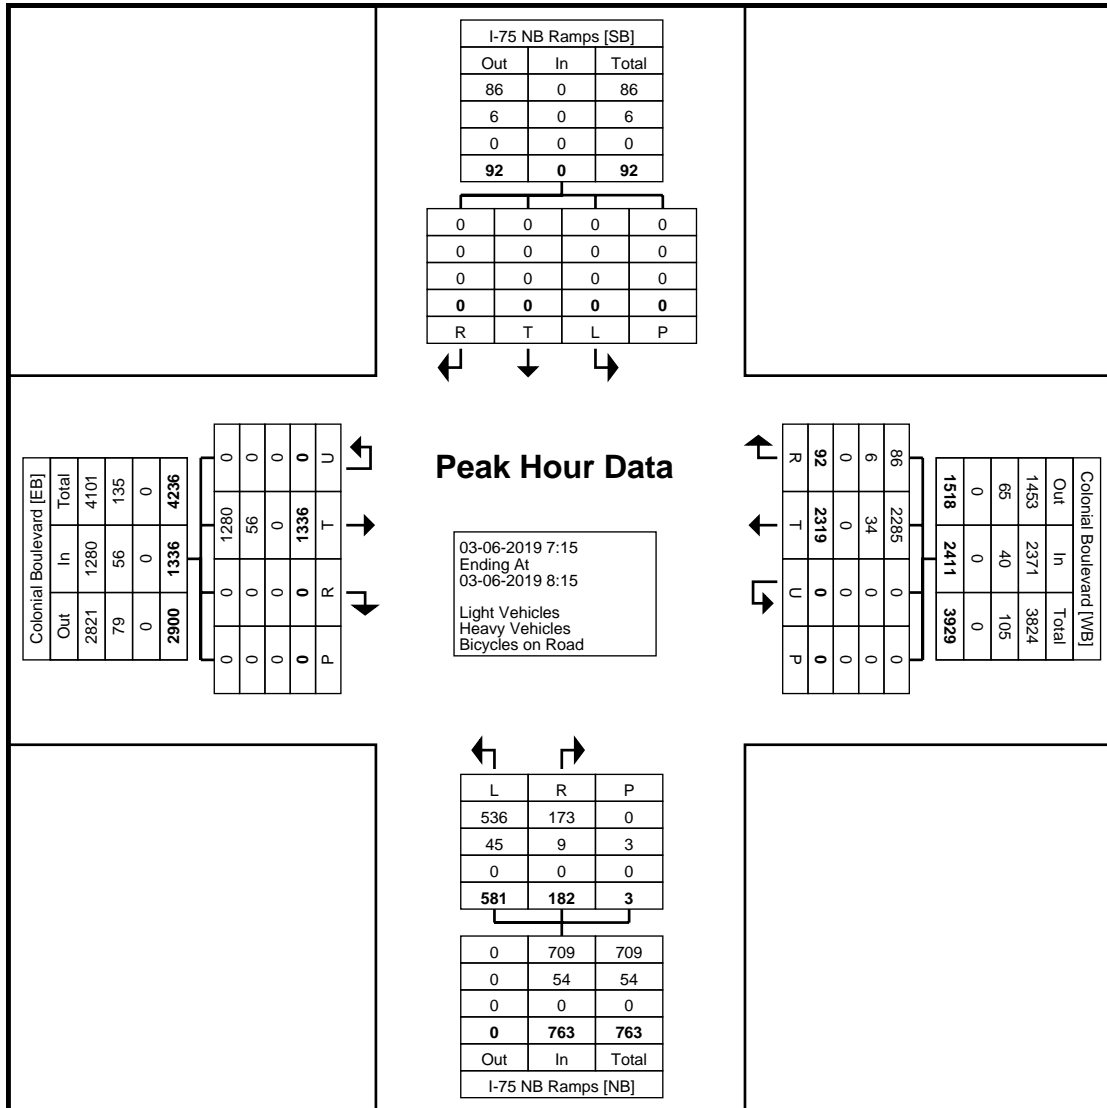 I-75 NB Ramps [SB]
Out In Total
86 0 86
6 0 6
0 0 0
92 0 92
0 0 0 0
0 0 0 0
0 0 0 0
0 0 0 0
R T L P
Colonial Boulevard [EB]
Total In Out
4101 1280 2821
135 56 79
0 0 0
4236 1336 2900
0 1280 0 0
0 56 0 0
0 0 0 0
0 1336 0 0
U T R P
Peak Hour Data
03-06-2019 7:15
Ending At
03-06-2019 8:15
Light Vehicles
Heavy Vehicles
Bicycles on Road
Colonial Boulevard [WB]
Out In Total
1453 2371 3824
65 40 105
0 0 0
1518 2411 3929
86 2285 0 0
6 34 0 0
0 0 0 0
92 2319 0 0
R T U P
L R P
536 173 0
45 9 3
0 0 0
581 182 3
0 709 709
0 54 54
0 0 0
0 763 763
Out In Total
I-75 NB Ramps [NB]